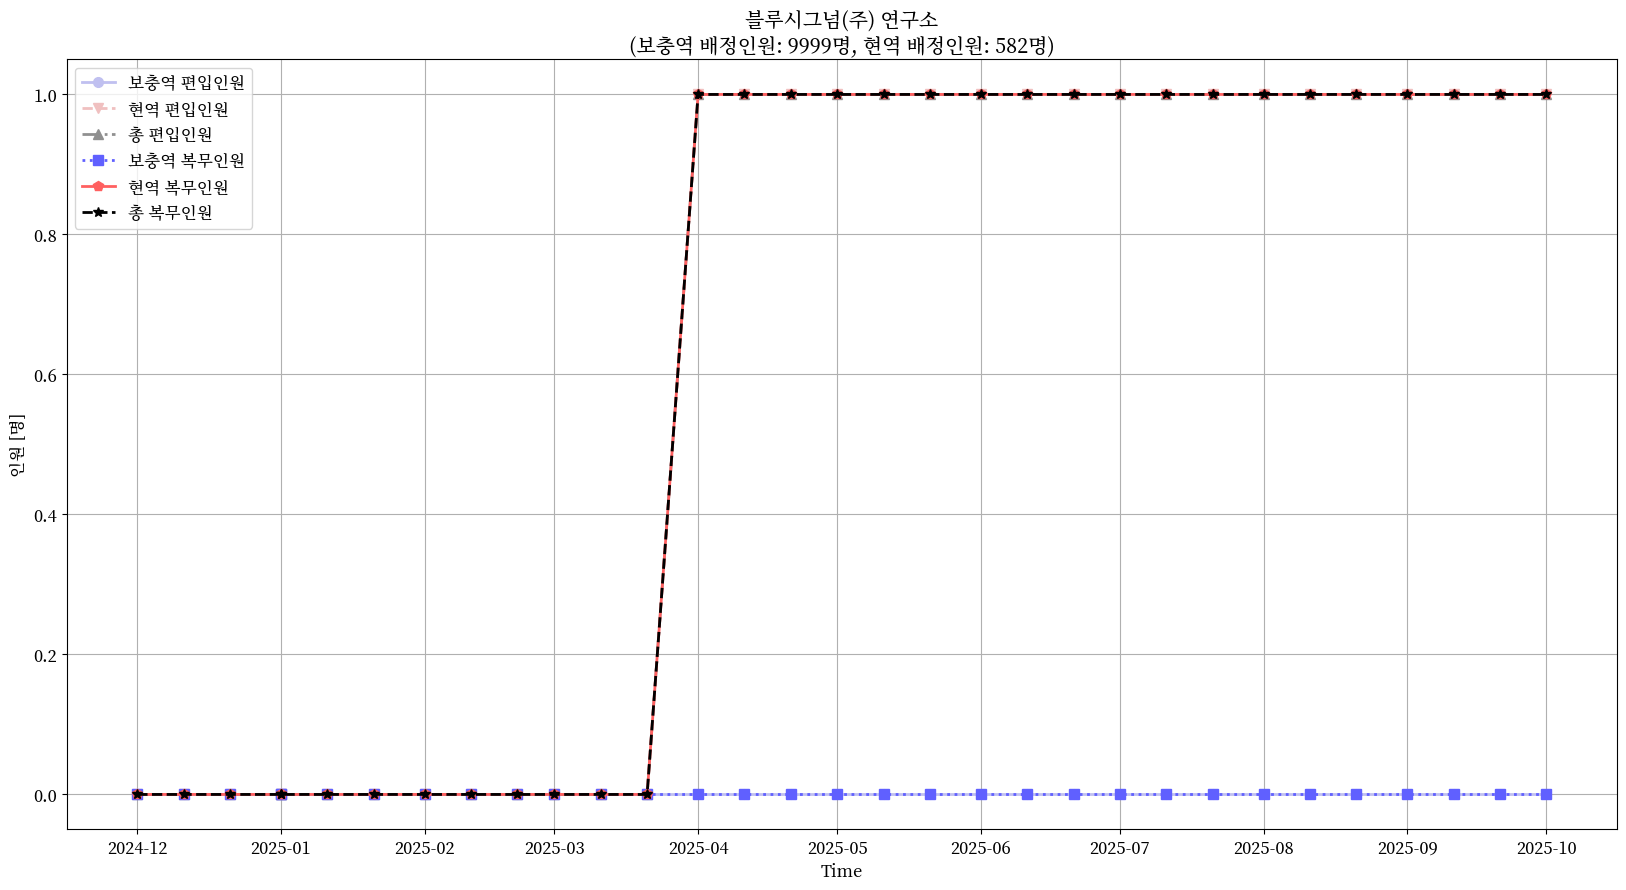 블루시그넘(주) 연구소
(보충역 배정인원: 9999명, 현역 배정인원: 582명)
보충역 편입인원
현역 편입인원
총 편입인원
보충역 복무인원
현역 복무인원
총 복무인원
1.0
0.8
0.6
0.4
0.2
0.0
인원 [명]
2024-12 2025-01 2025-02 2025-03 2025-04 2025-05 2025-06 2025-07 2025-08 2025-09 2025-10
Time